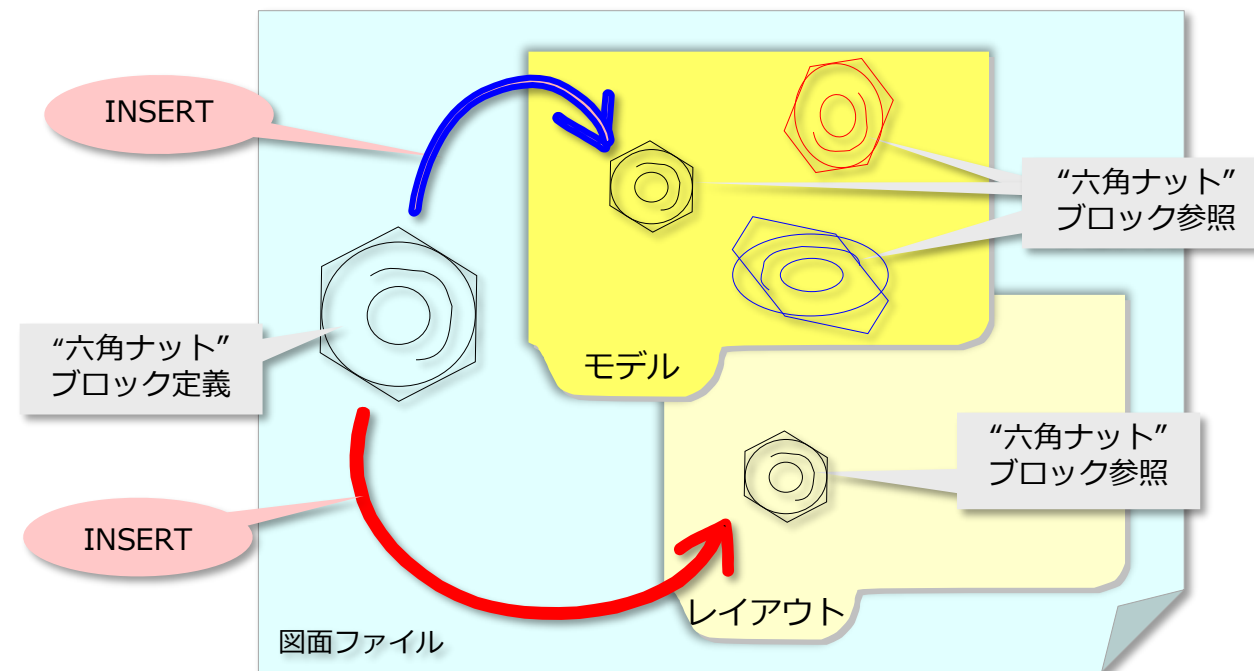 INSERT
“六角ナット”
ブロック参照
“六角ナット”
ブロック定義
モデル
“六角ナット”
ブロック参照
INSERT
レイアウト
図面ファイル